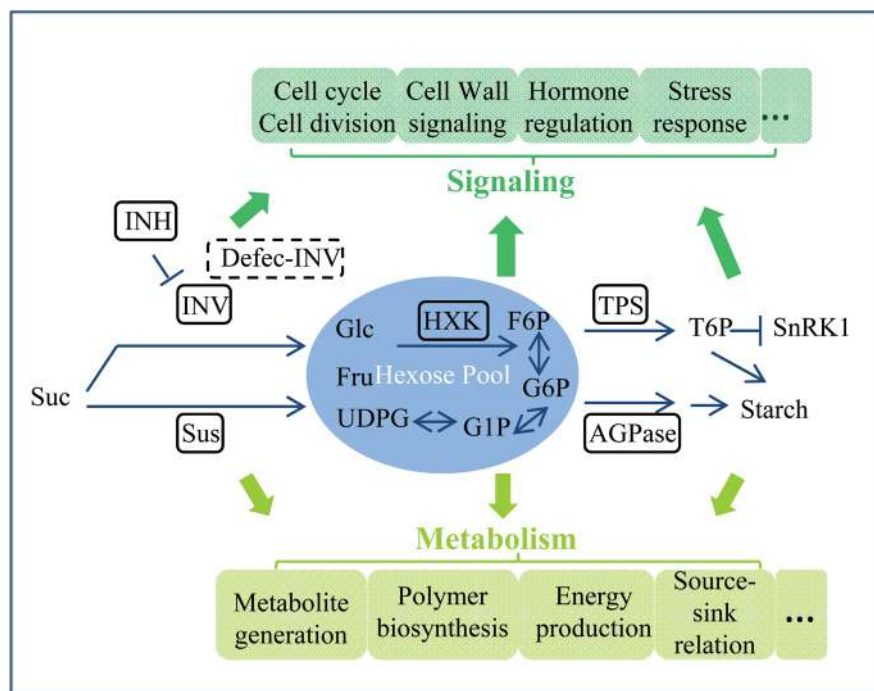 Cell cycle
Cell division
Cell Wall
signaling
Hormone
regulation
Stress
response
...
Signaling
INH
Defec-INV
INV
Glc
HXK
F6P
TPS
T6P
SnRK1
Suc
Fru
Hexose Pool
G6P
UDPG
G1P
Starch
Sus
AGPase
Metabolism
Metabolite
generation
Polymer
biosynthesis
Energy
production
Source-
sink
relation
...